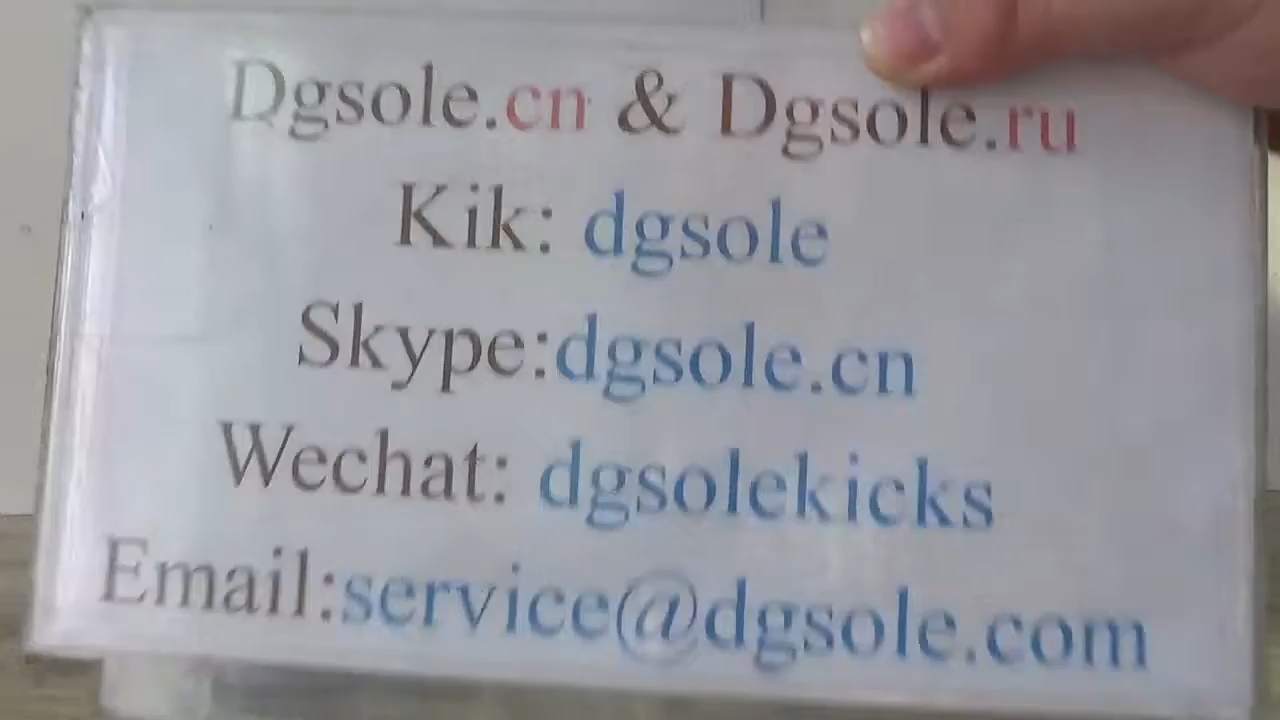 Dgsole.cn & Dgsole.ru
Kik: dgsole
Skype:dgsole.cn
Wechat: dgsolekicks
Email:service@dgsole.com